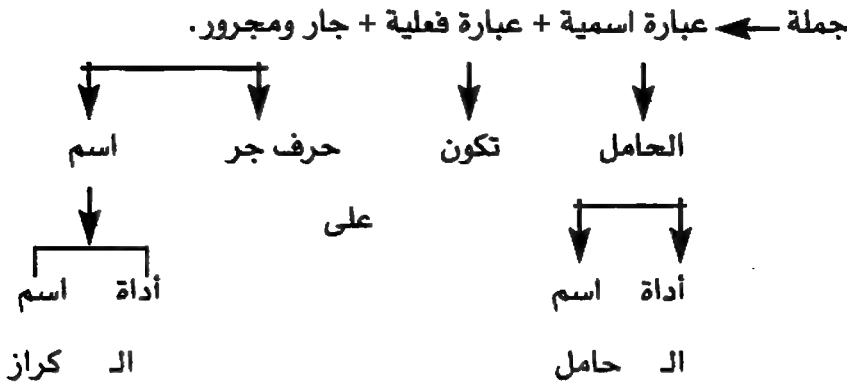 جملة ← عبارة اسمية + عبارة فعلية + جار ومجرور.
الحامل تكون حرف جر اسم
على
أداة اسم أداة اسم
الـ حامل الـ كراز